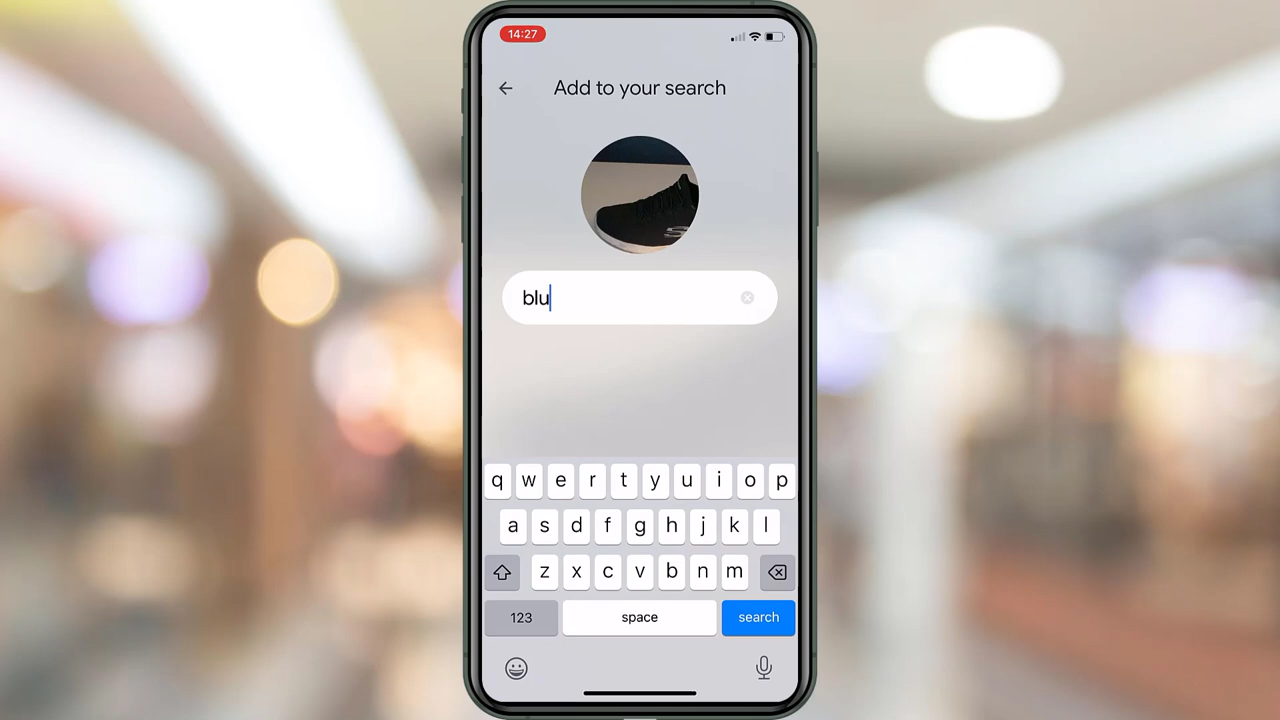 14:27
Add to your search
blu
q w e r t y u i o p
a s d f g h j k l
z x c v b n m
123 space search